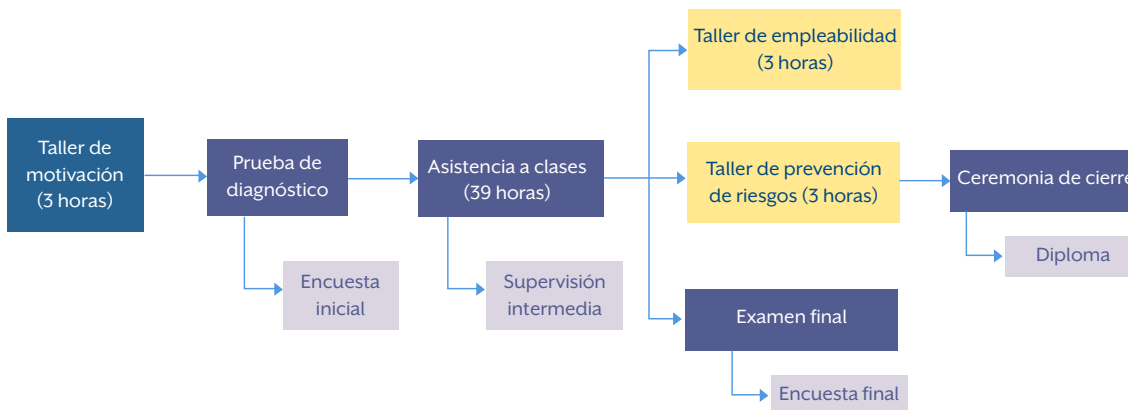 Taller de
motivación
(3 horas)
Prueba de
diagnóstico
Encuesta
inicial
Asistencia a clases
(39 horas)
Supervisión
intermedia
Taller de empleabilidad
(3 horas)
Taller de prevención
de riesgos (3 horas)
Examen final
Encuesta final
Ceremonia de cierre
Diploma